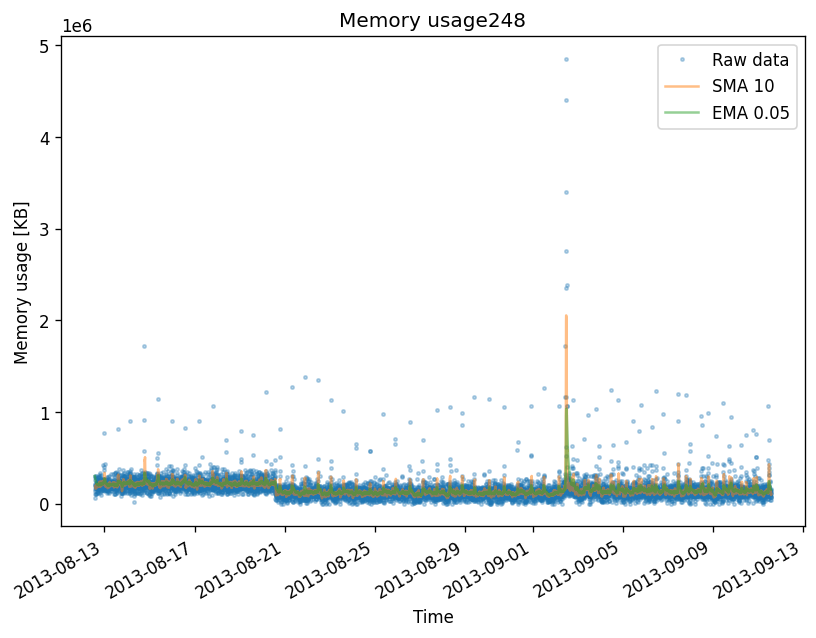 Memory usage248
1e6
5
4
3
2
1
0
Memory usage [KB]
Raw data
SMA 10
EMA 0.05
2013-08-13
2013-08-17
2013-08-21
2013-08-25
2013-08-29
2013-09-01
2013-09-05
2013-09-09
2013-09-13
Time